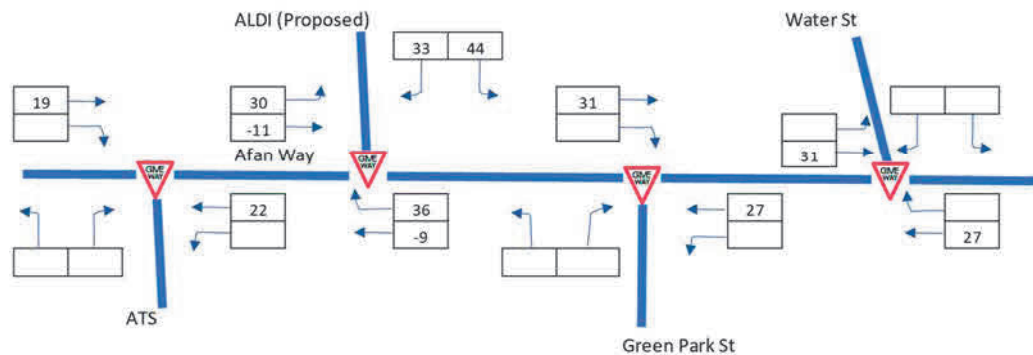 ALDI (Proposed)
Water St
33 44
19
30
-11
31
31
Afan Way
GIVE WAY
GIVE WAY
GIVE WAY
GIVE WAY
22
36
-9
27
27
ATS
Green Park St